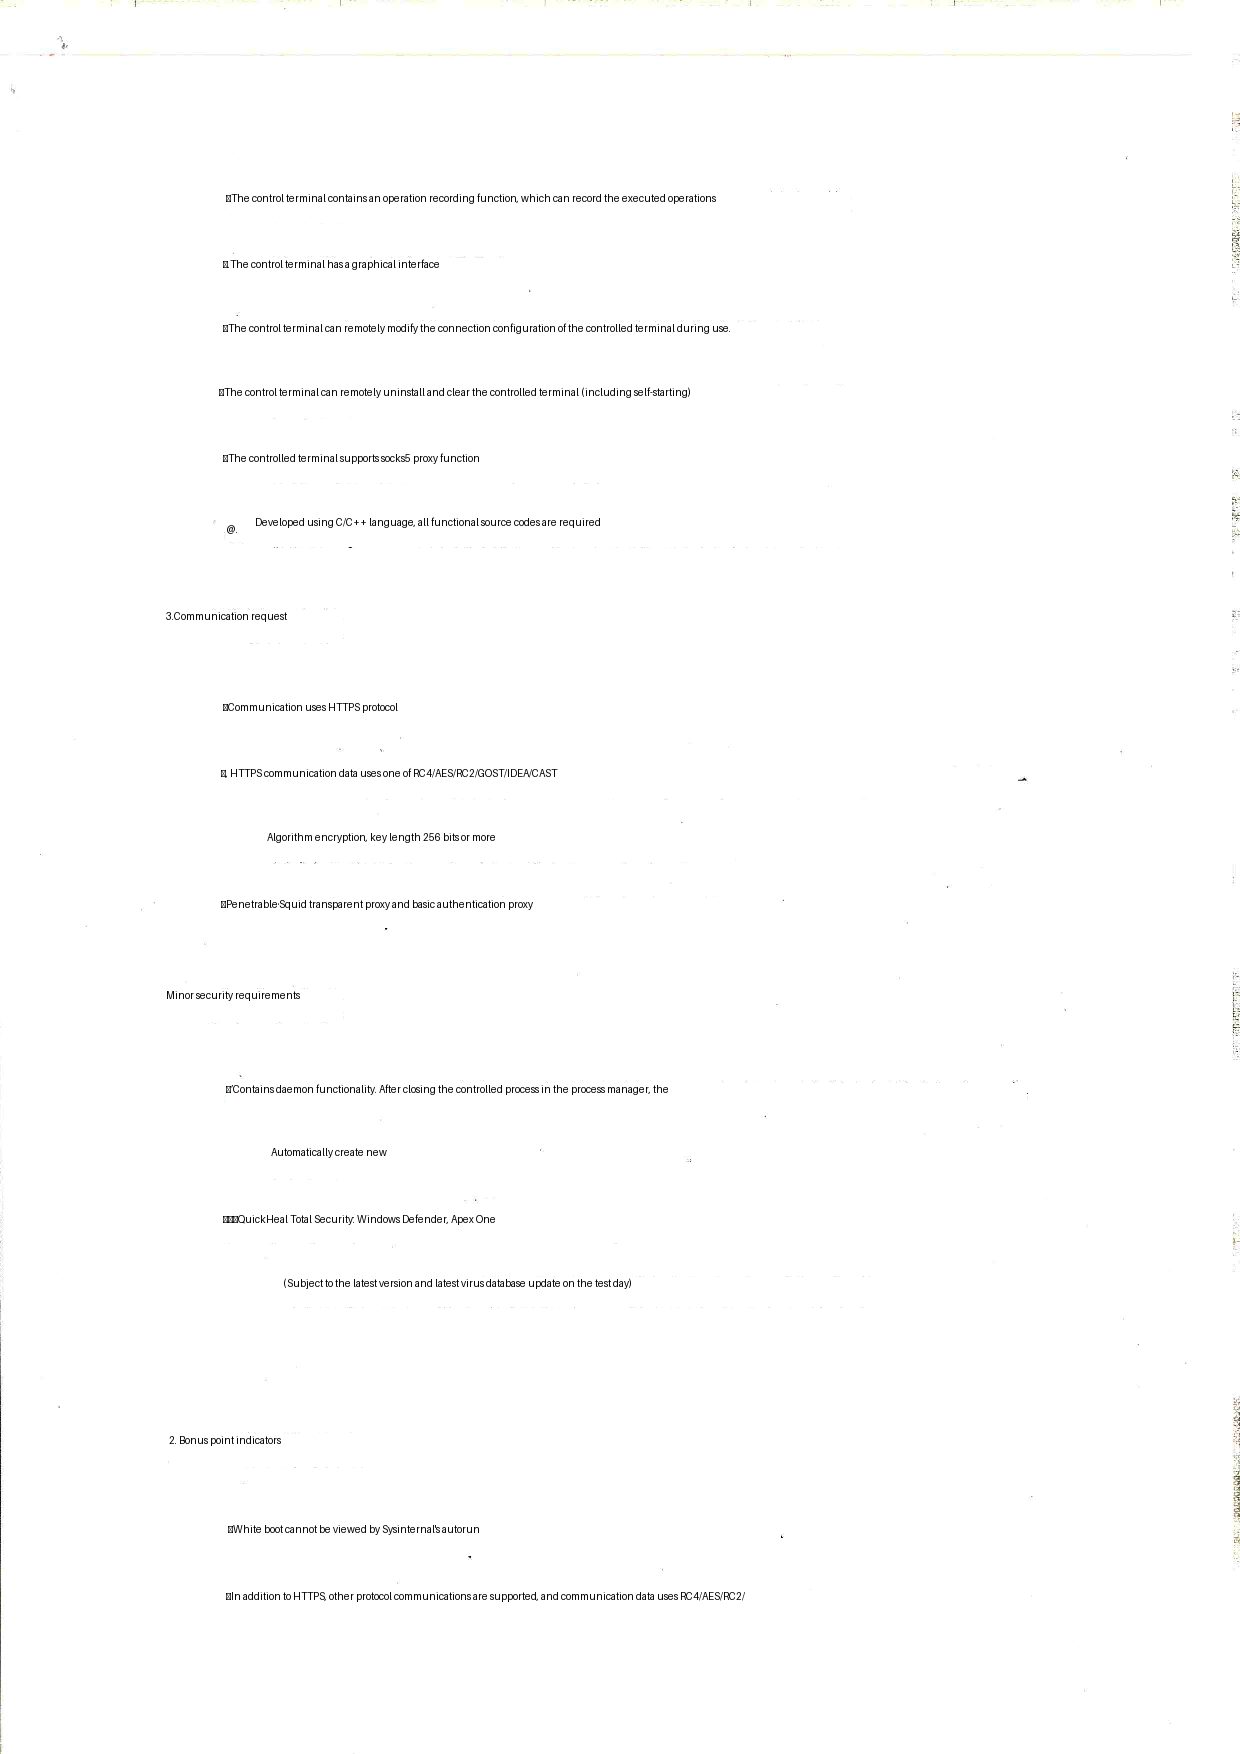 The control terminal contains an operation recording function, which can record the executed operations
The control terminal has a graphical interface
The control terminal can remotely modify the connection configuration of the controlled terminal during use.
The control terminal can remotely uninstall and clear the controlled terminal (including self-starting)
The controlled terminal supports socks5 proxy function
@. Developed using C/C++ language, all functional source codes are required
3.Communication request
Communication uses HTTPS protocol
, HTTPS communication data uses one of RC4/AES/RC2/GOST/IDEA/CAST
Algorithm encryption, key length 256 bits or more
Penetrable·Squid transparent proxy and basic authentication proxy
Minor security requirements
'Contains daemon functionality. After closing the controlled process in the process manager, the
Automatically create new
QuickHeal Total Security: Windows Defender, Apex One
(Subject to the latest version and latest virus database update on the test day)
2. Bonus point indicators
White boot cannot be viewed by Sysinternal's autorun
In addition to HTTPS, other protocol communications are supported, and communication data uses RC4/AES/RC2/